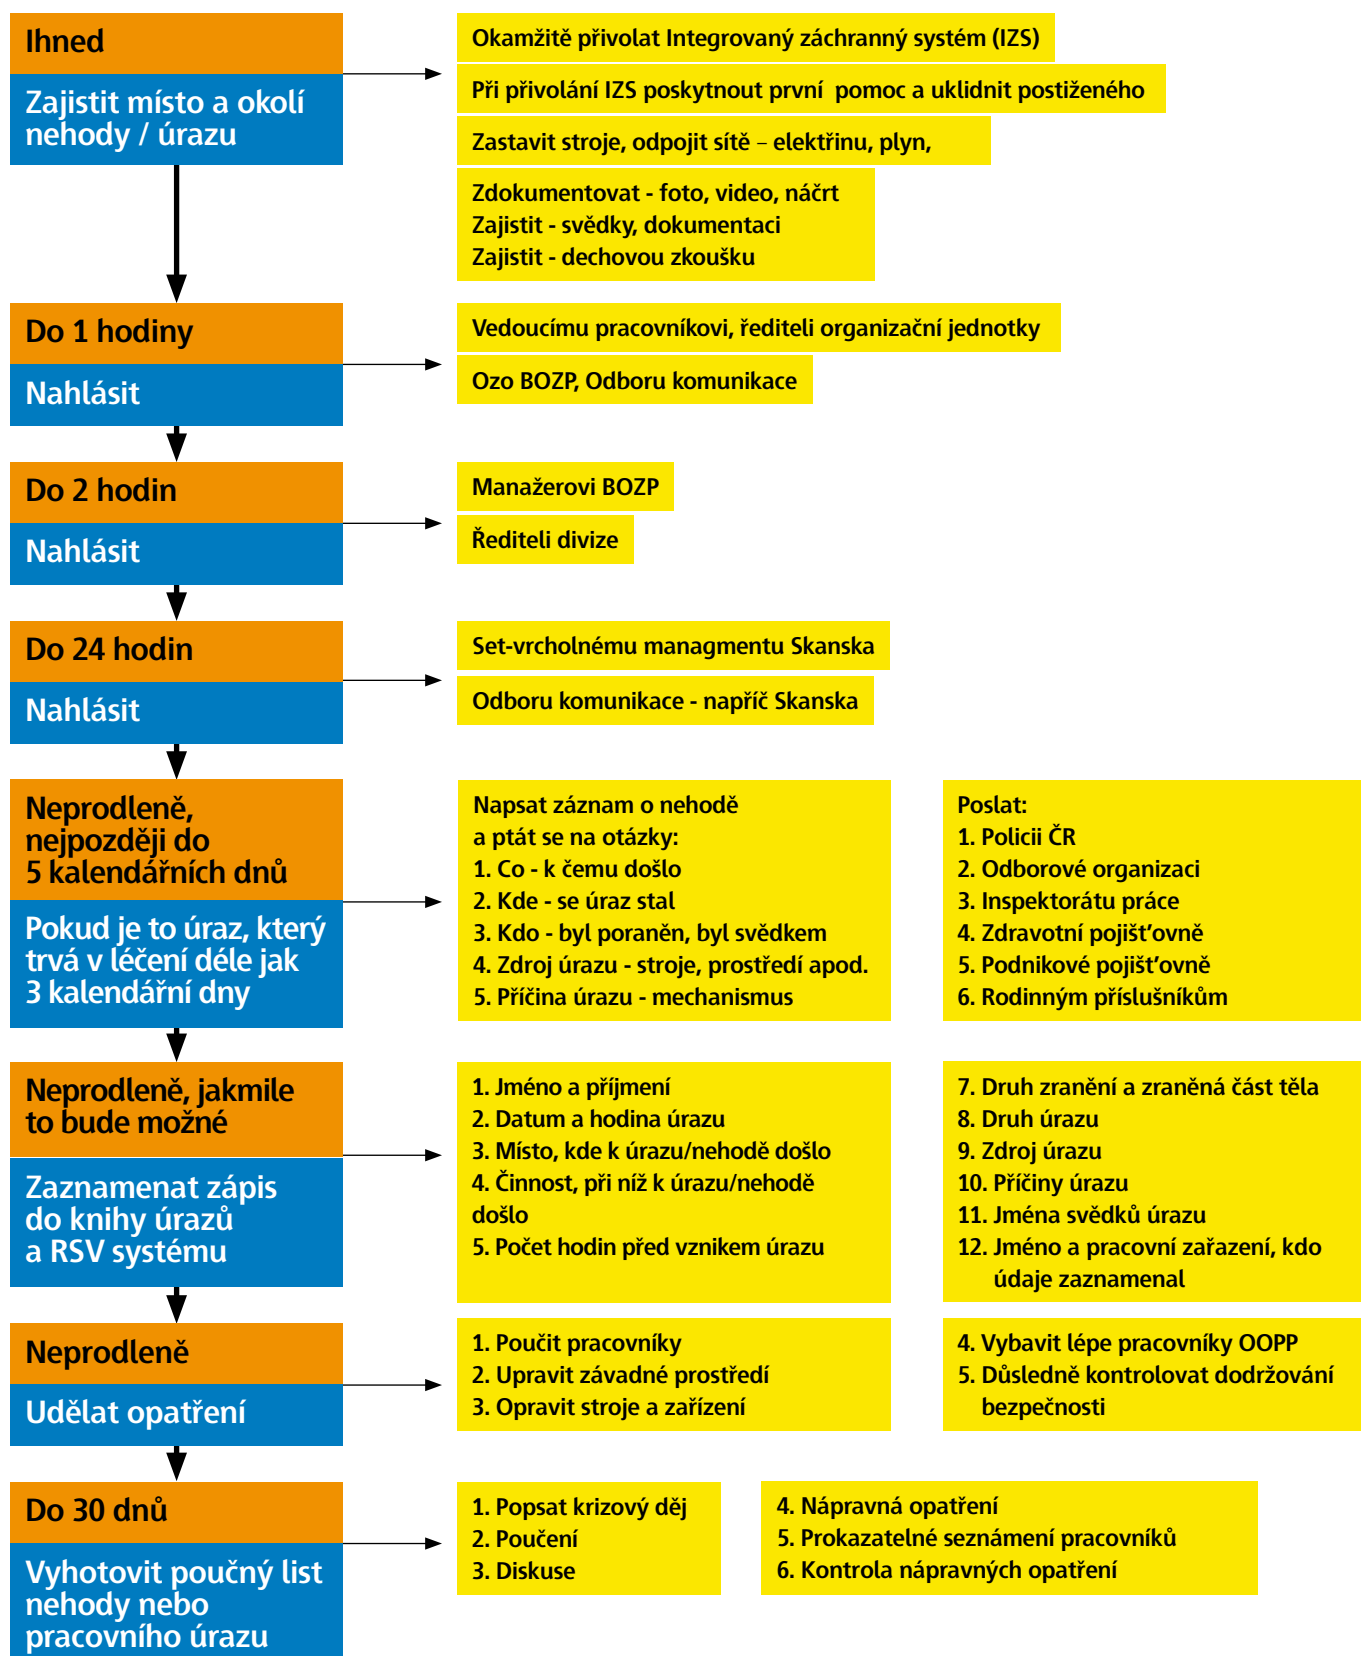 Ihned
Zajistit místo a okolí
nehody / úrazu
Okamžitě přivolat Integrovaný záchranný systém (IZS)
Při přivolání IZS poskytnout první pomoc a uklidnit postiženého
Zastavit stroje, odpojit sítě – elektřinu, plyn,
Zdokumentovat - foto, video, náčrt
Zajistit - svědky, dokumentaci
Zajistit - dechovou zkoušku
Do 1 hodiny
Nahlásit
Vedoucímu pracovníkovi, řediteli organizační jednotky
Ozo BOZP, Odboru komunikace
Do 2 hodin
Nahlásit
Manažerovi BOZP
Řediteli divize
Do 24 hodin
Nahlásit
Set-vrcholnému managmentu Skanska
Odboru komunikace - napříč Skanska
Neprodleně,
nejpozději do
5 kalendářních dnů
Pokud je to úraz, který
trvá v léčení déle jak
3 kalendářní dny
Napsat záznam o nehodě
a ptát se na otázky:
1. Co - k čemu došlo
2. Kde - se úraz stal
3. Kdo - byl poraněn, byl svědkem
4. Zdroj úrazu - stroje, prostředí apod.
5. Příčina úrazu - mechanismus
Poslat:
1. Policii ČR
2. Odborové organizaci
3. Inspektorátu práce
4. Zdravotní pojišťovně
5. Podnikové pojišťovně
6. Rodinným příslušníkům
Neprodleně, jakmile
to bude možné
Zaznamenat zápis
do knihy úrazů
a RSV systému
1. Jméno a příjmení
2. Datum a hodina úrazu
3. Místo, kde k úrazu/nehodě došlo
4. Činnost, při níž k úrazu/nehodě
došlo
5. Počet hodin před vznikem úrazu
7. Druh zranění a zraněná část těla
8. Druh úrazu
9. Zdroj úrazu
10. Příčiny úrazu
11. Jména svědků úrazu
12. Jméno a pracovní zařazení, kdo
údaje zaznamenal
Neprodleně
Udělat opatření
1. Poučit pracovníky
2. Upravit závadné prostředí
3. Opravit stroje a zařízení
4. Vybavit lépe pracovníky OOPP
5. Důsledně kontrolovat dodržování
bezpečnosti
Do 30 dnů
Vyhotovit poučný list
nehody nebo
pracovního úrazu
1. Popsat krizový děj
2. Poučení
3. Diskuse
4. Nápravná opatření
5. Prokazatelné seznámení pracovníků
6. Kontrola nápravných opatření